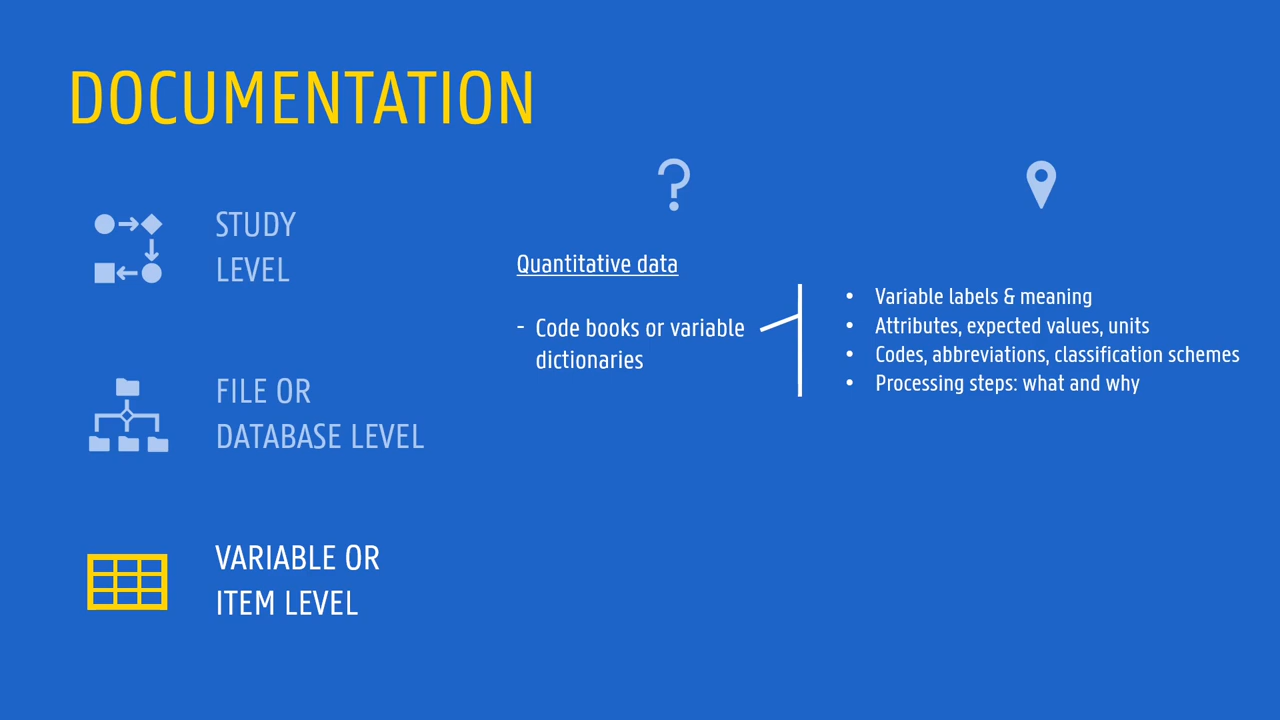 DOCUMENTATION
STUDY
LEVEL
FILE OR
DATABASE LEVEL
VARIABLE OR
ITEM LEVEL
?
Quantitative data
- Code books or variable
dictionaries
• Variable labels & meaning
• Attributes, expected values, units
• Codes, abbreviations, classification schemes
• Processing steps: what and why